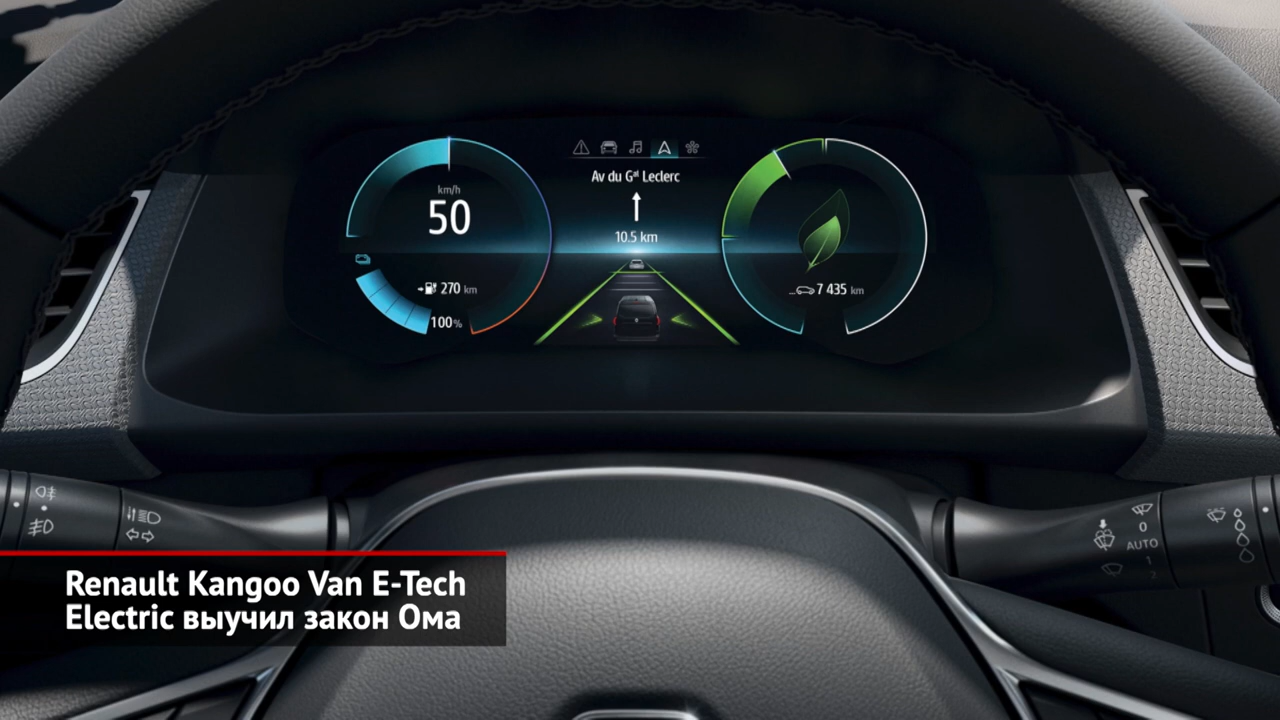 Av du Gal Leclerc
km/h
50
10.5 km
270 km
7 435 km
100%
0
AUTO
1
2
Renault Kangoo Van E-Tech
Electric выучил закон Ома